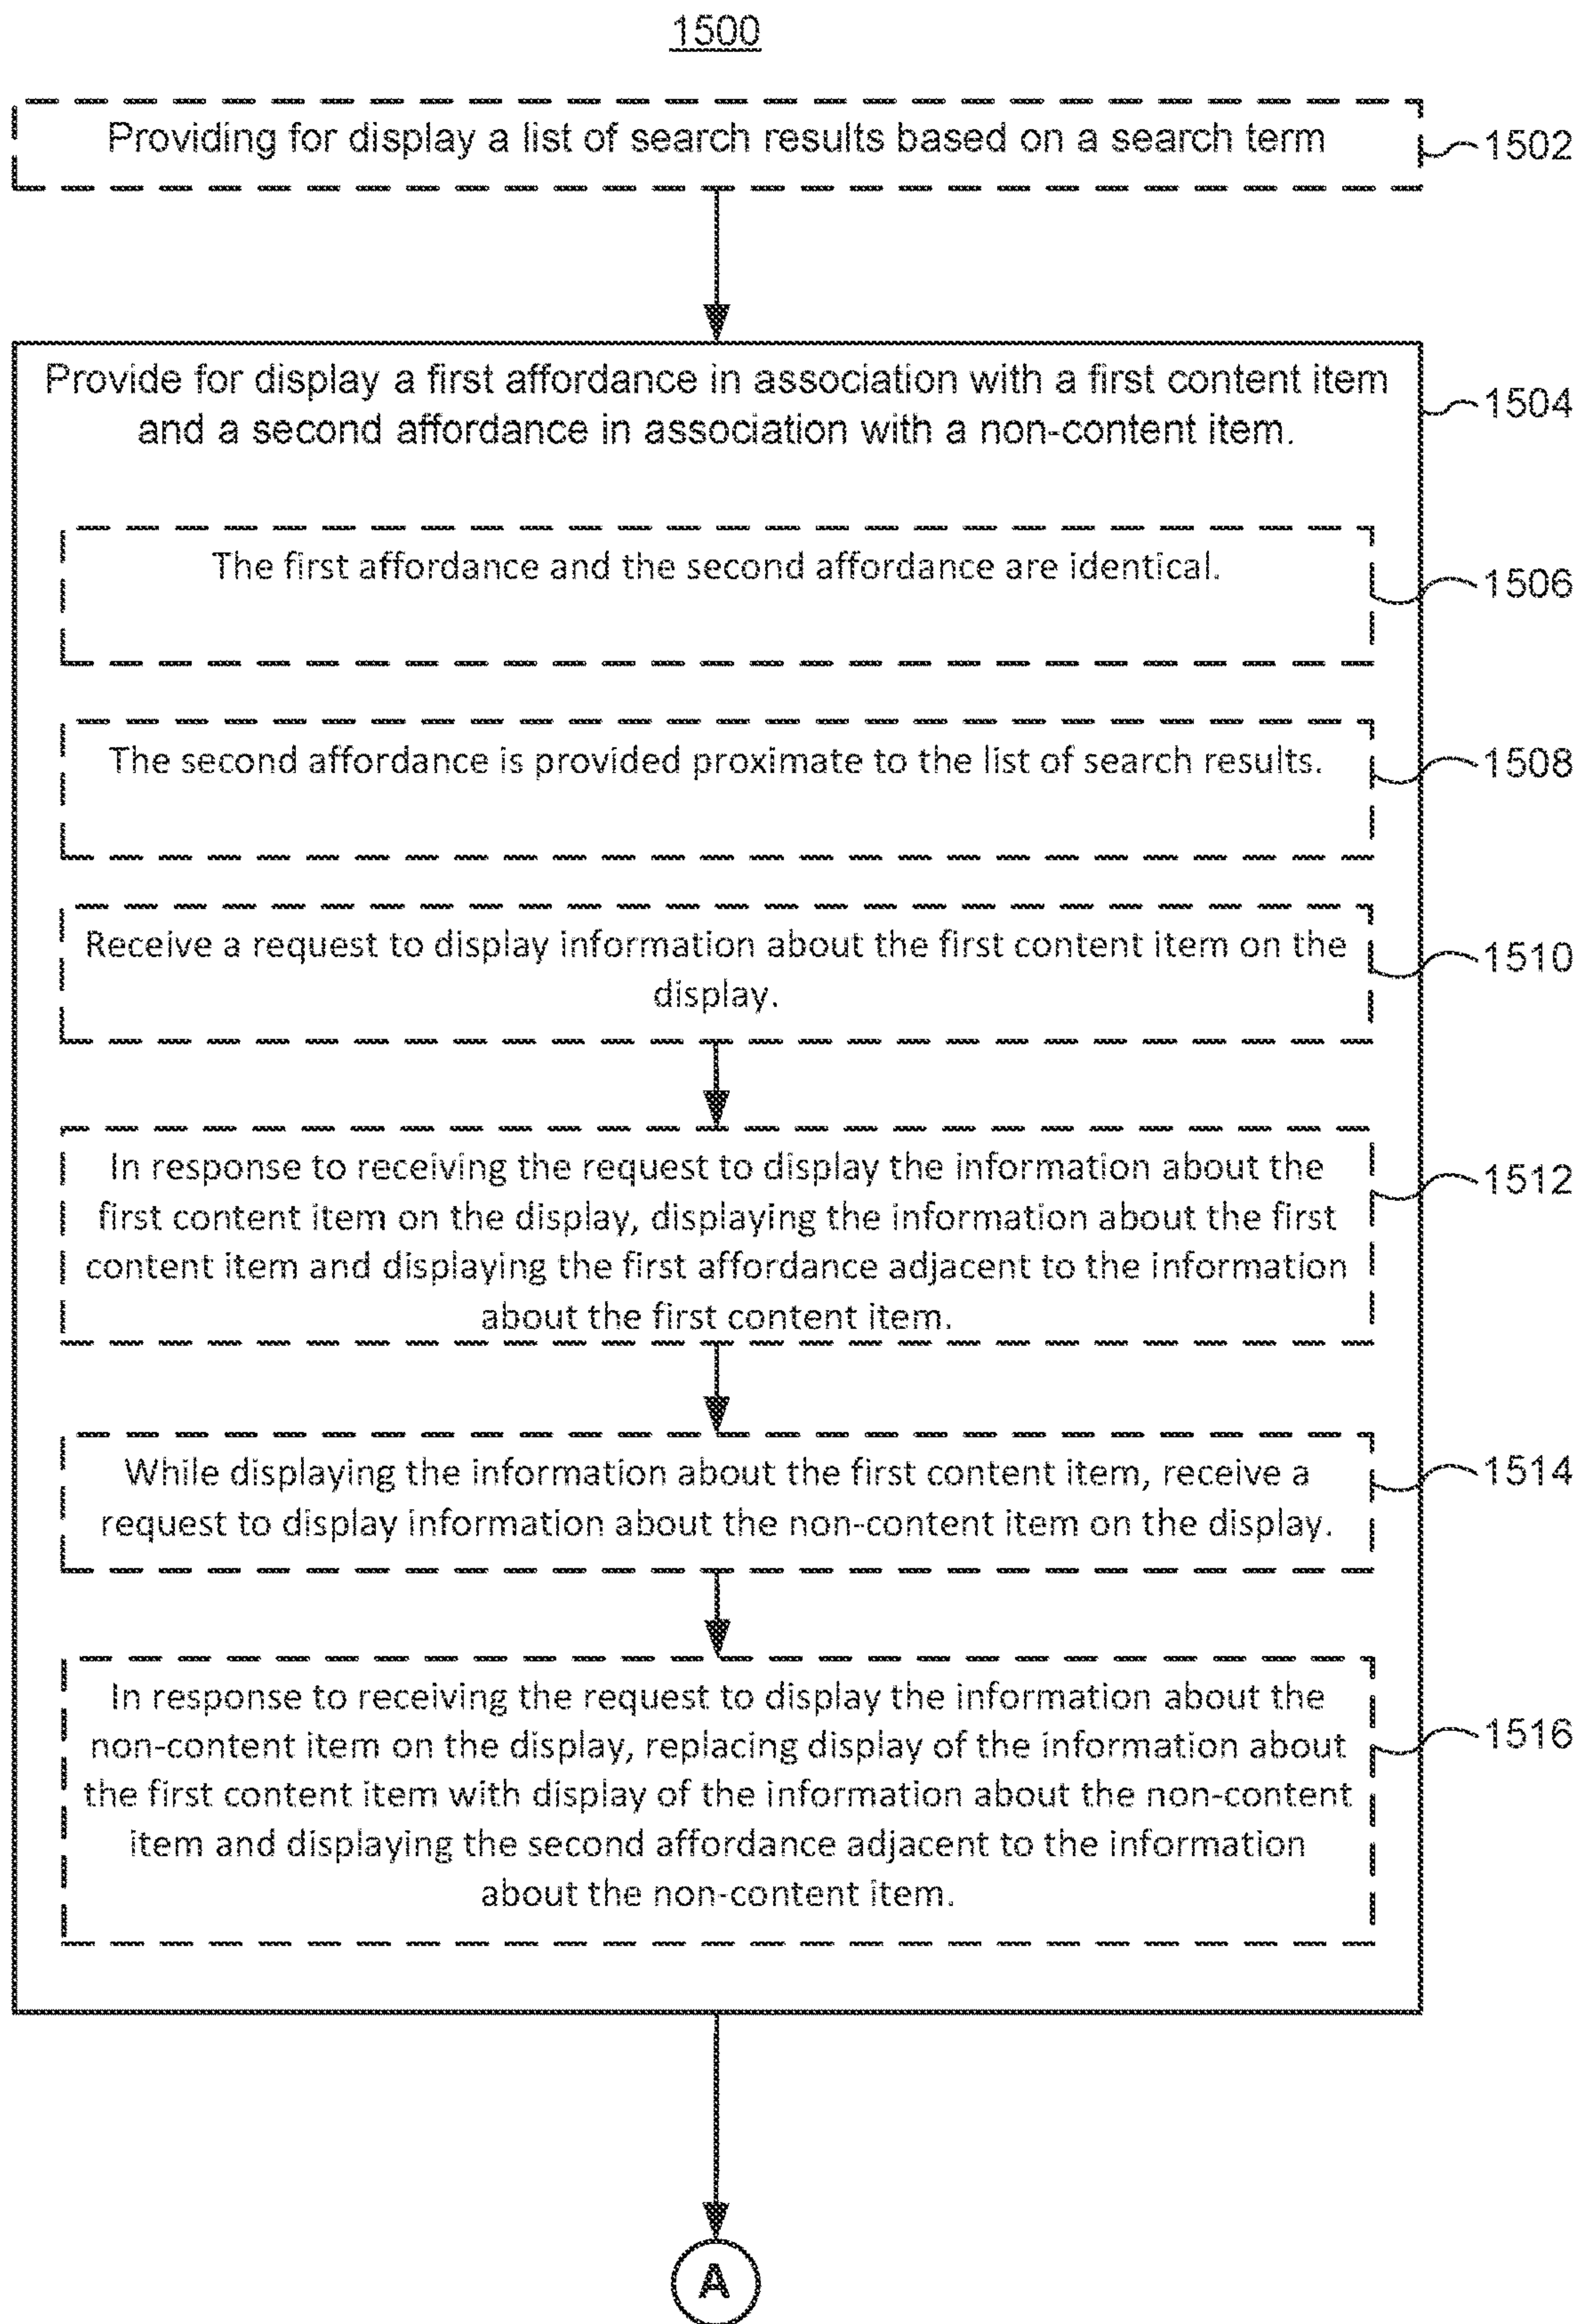 1500
Providing for display a list of search results based on a search term
1502
Provide for display a first affordance in association with a first content item
and a second affordance in association with a non-content item.
1504
The first affordance and the second affordance are identical.
1506
The second affordance is provided proximate to the list of search results.
1508
Receive a request to display information about the first content item on the
display.
1510
In response to receiving the request to display the information about the
first content item on the display, displaying the information about the first
content item and displaying the first affordance adjacent to the information
about the first content item.
1512
While displaying the information about the first content item, receive a
request to display information about the non-content item on the display.
1514
In response to receiving the request to display the information about the
non-content item on the display, replacing display of the information about
the first content item with display of the information about the non-content
item and displaying the second affordance adjacent to the information
about the non-content item.
1516
A